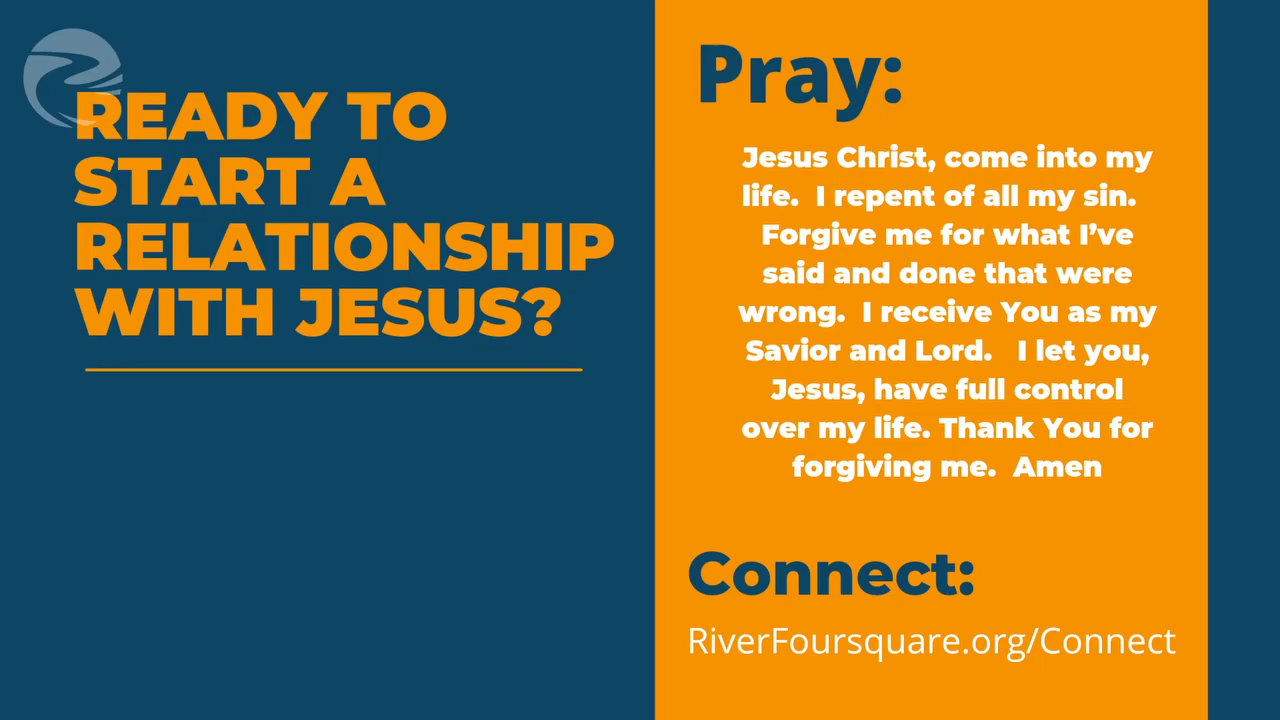 READY TO
START A
RELATIONSHIP
WITH JESUS?
Pray:
Jesus Christ, come into my
life.  I repent of all my sin.
Forgive me for what I’ve
said and done that were
wrong.  I receive You as my
Savior and Lord.   I let you,
Jesus, have full control
over my life. Thank You for
forgiving me.  Amen
Connect:
RiverFoursquare.org/Connect